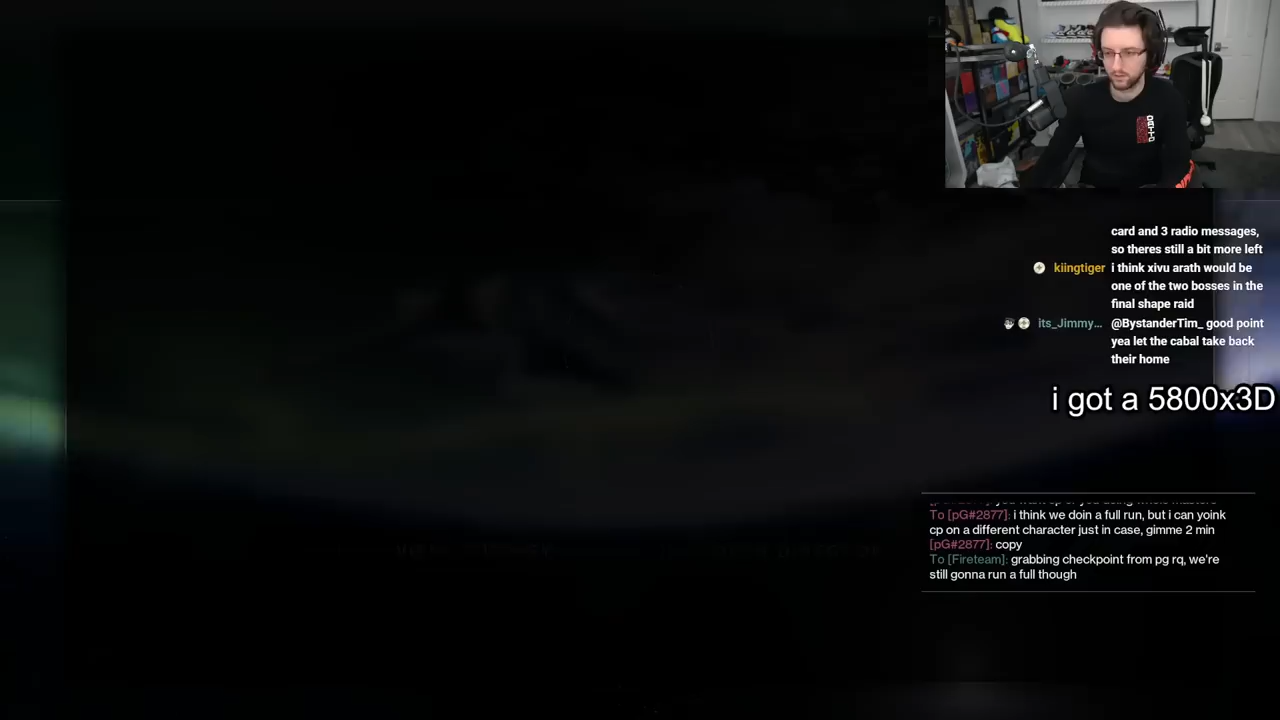 card and 3 radio messages,
so theres still a bit more left
kiingtiger i think xivu arath would be
one of the two bosses in the
final shape raid
its_Jimmy... @BystanderTim_ good point
yea let the cabal take back
their home
i got a 5800x3D
To [pG#2877]: i think we doin a full run, but i can yoink
cp on a different character just in case, gimme 2 min
[pG#2877]: copy
To [Fireteam]: grabbing checkpoint from pg rq, we're
still gonna run a full though